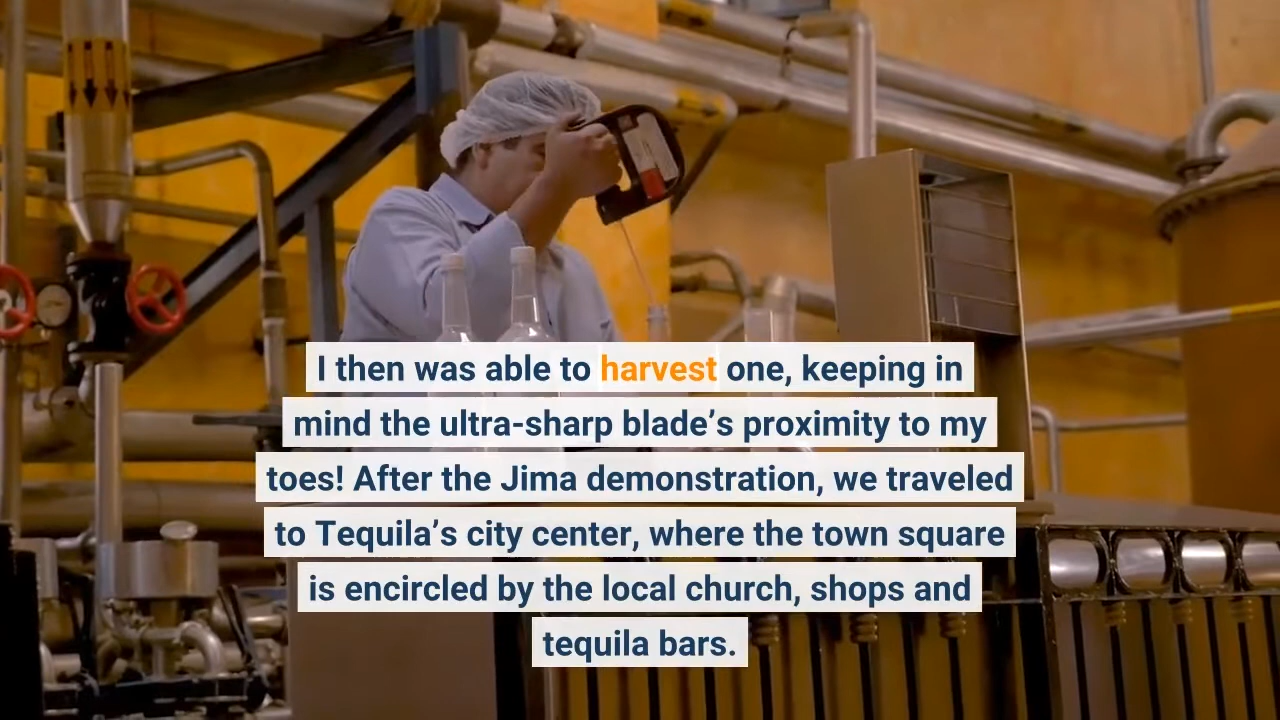 I then was able to harvest one, keeping in
mind the ultra-sharp blade’s proximity to my
toes! After the Jima demonstration, we traveled
to Tequila’s city center, where the town square
is encircled by the local church, shops and
tequila bars.